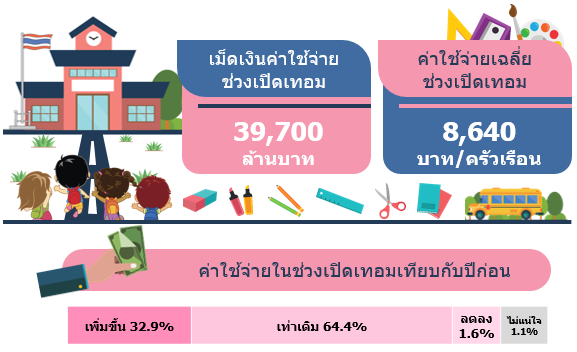 เม็ดเงินค่าใช้จ่าย
ช่วงเปิดเทอม
39,700
ล้านบาท
ค่าใช้จ่ายเฉลี่ย
ช่วงเปิดเทอม
8,640
บาท/ครัวเรือน
ค่าใช้จ่ายในช่วงเปิดเทอมเทียบกับปีก่อน
เพิ่มขึ้น 32.9%
เท่าเดิม 64.4%
ลดลง
1.6%
ไม่แน่ใจ
1.1%